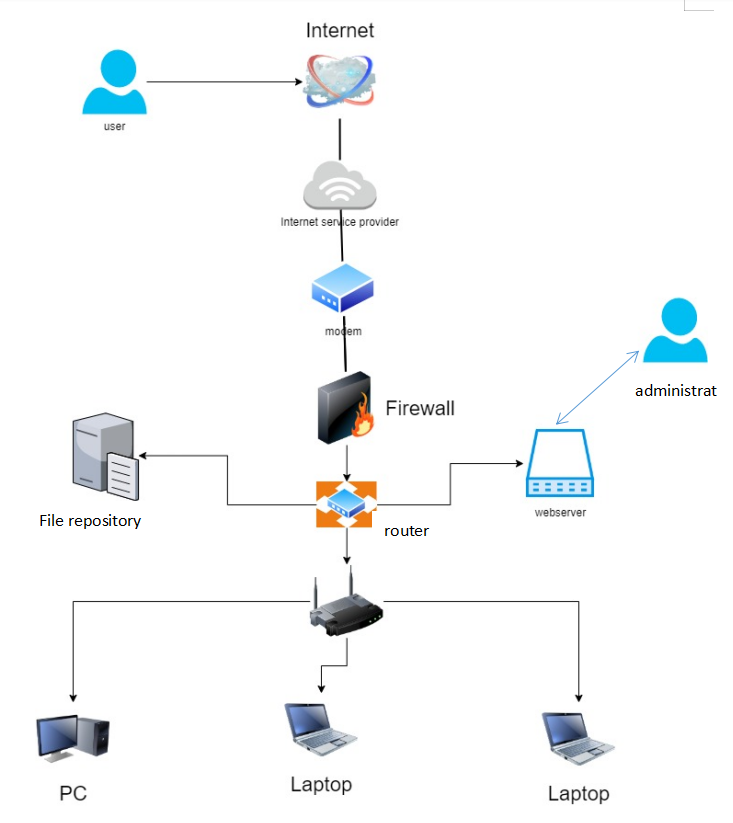 Internet
user
Internet service provider
modem
administrat
Firewall
File repository
webserver
router
PC
Laptop
Laptop